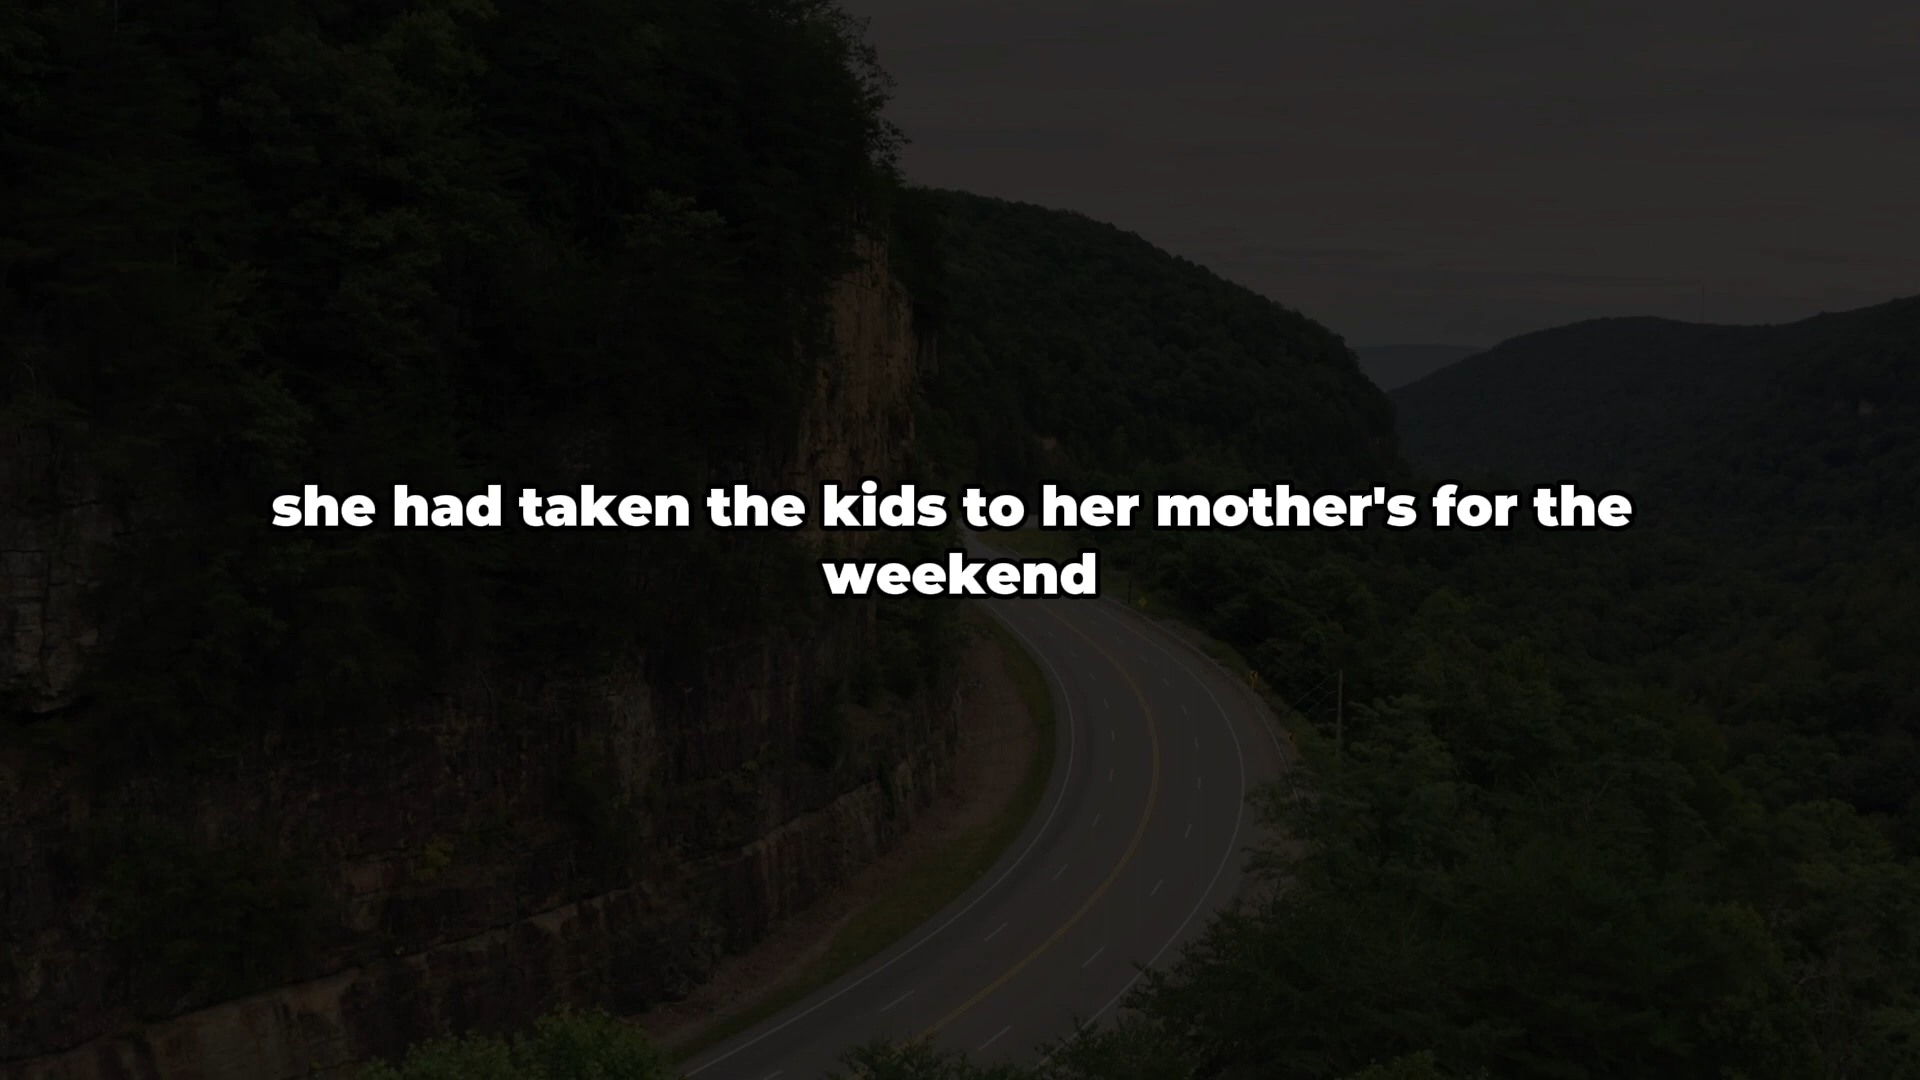 she had taken the kids to her mother's for the
weekend